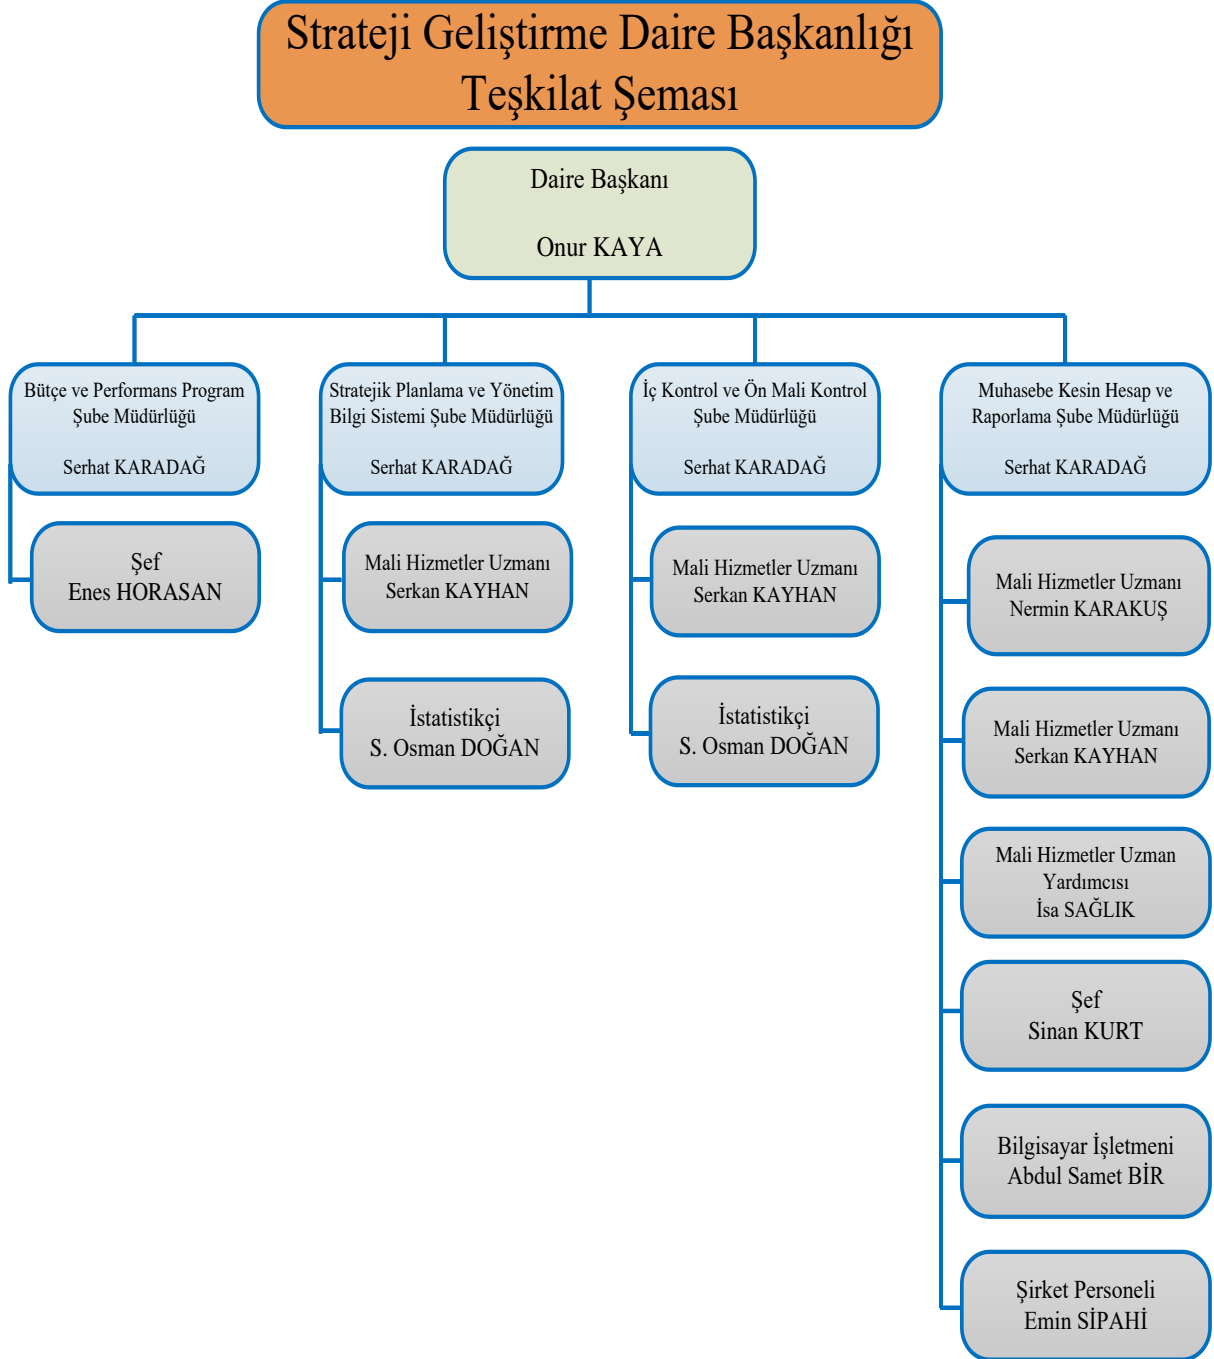 Strateji Geliştirme Daire Başkanlığı
Teşkilat Şeması
Daire Başkanı
Onur KAYA
Bütçe ve Performans Program
Şube Müdürlüğü
Serhat KARADAĞ
Şef
Enes HORASAN
Stratejik Planlama ve Yönetim
Bilgi Sistemi Şube Müdürlüğü
Serhat KARADAĞ
Mali Hizmetler Uzmanı
Serkan KAYHAN
İstatistikçi
S. Osman DOĞAN
İç Kontrol ve Ön Mali Kontrol
Şube Müdürlüğü
Serhat KARADAĞ
Mali Hizmetler Uzmanı
Serkan KAYHAN
İstatistikçi
S. Osman DOĞAN
Muhasebe Kesin Hesap ve
Raporlama Şube Müdürlüğü
Serhat KARADAĞ
Mali Hizmetler Uzmanı
Nermin KARAKUŞ
Mali Hizmetler Uzmanı
Serkan KAYHAN
Mali Hizmetler Uzman
Yardımcısı
İsa SAĞLIK
Şef
Sinan KURT
Bilgisayar İşletmeni
Abdul Samet BİR
Şirket Personeli
Emin SİPAHİ